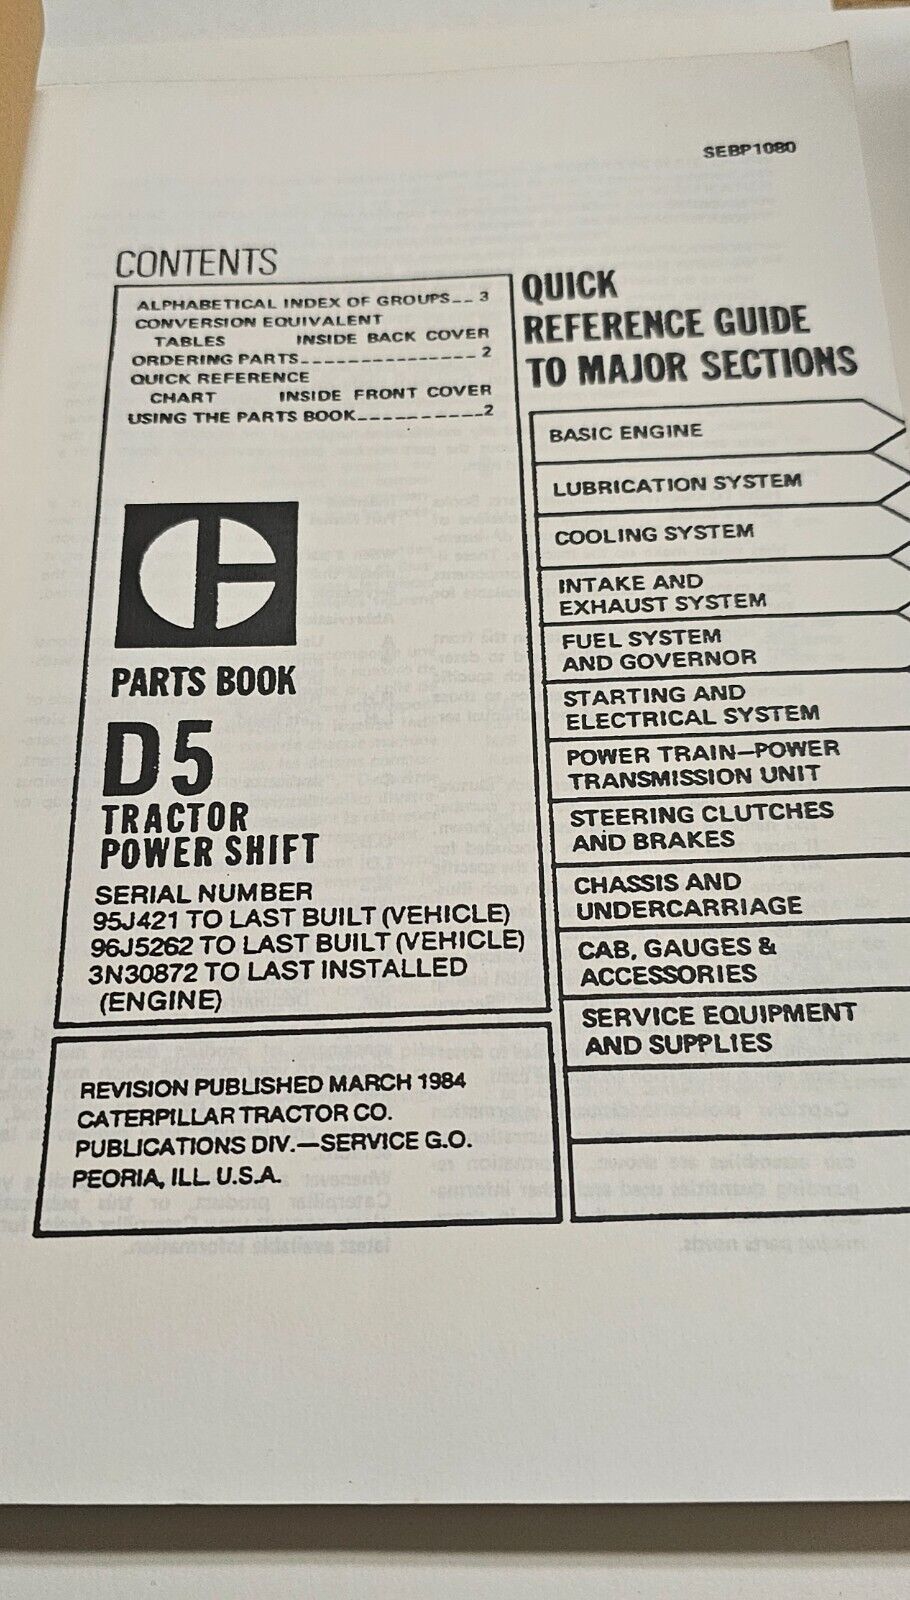 SEBP1080
CONTENTS
ALPHABETICAL INDEX OF GROUPS-- 3
CONVERSION EQUIVALENT
TABLES INSIDE BACK COVER
ORDERING PARTS--------------- 2
QUICK REFERENCE
CHART INSIDE FRONT COVER
USING THE PARTS BOOK----------2
PARTS BOOK
D5
TRACTOR
POWER SHIFT
SERIAL NUMBER
95J421 TO LAST BUILT (VEHICLE)
96J5262 TO LAST BUILT (VEHICLE)
3N30872 TO LAST INSTALLED
(ENGINE)
REVISION PUBLISHED MARCH 1984
CATERPILLAR TRACTOR CO.
PUBLICATIONS DIV.—SERVICE G.O.
PEORIA, ILL. U.S.A.
QUICK
REFERENCE GUIDE
TO MAJOR SECTIONS
BASIC ENGINE
LUBRICATION SYSTEM
COOLING SYSTEM
INTAKE AND
EXHAUST SYSTEM
FUEL SYSTEM
AND GOVERNOR
STARTING AND
ELECTRICAL SYSTEM
POWER TRAIN—POWER
TRANSMISSION UNIT
STEERING CLUTCHES
AND BRAKES
CHASSIS AND
UNDERCARRIAGE
CAB, GAUGES &
ACCESSORIES
SERVICE EQUIPMENT
AND SUPPLIES